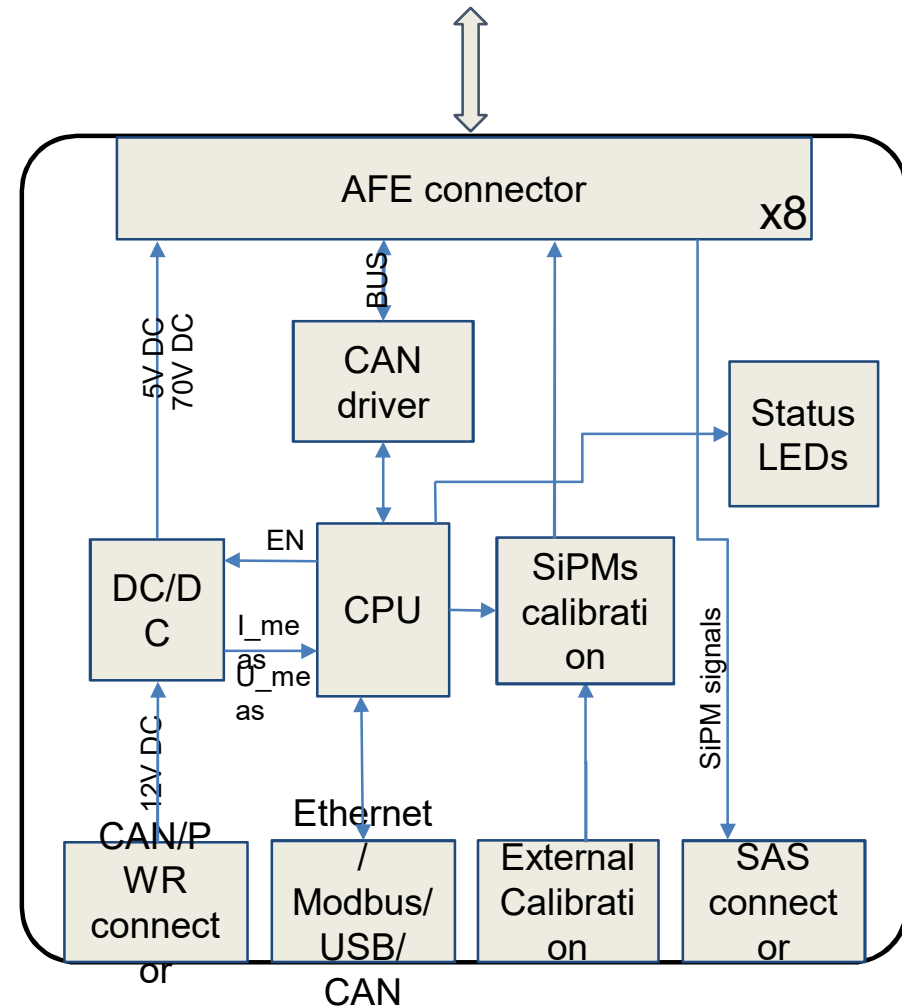 AFE connector
x8
BUS
5V DC
70V DC
CAN
driver
Status
LEDs
EN
DC/D
C
I_me
as
U_me
as
CPU
SiPMs
calibrati
on
SiPM signals
12V DC
CAN/P
WR
connect
or
Ethernet
/
Modbus/
USB/
CAN
External
Calibrati
on
SAS
connect
or